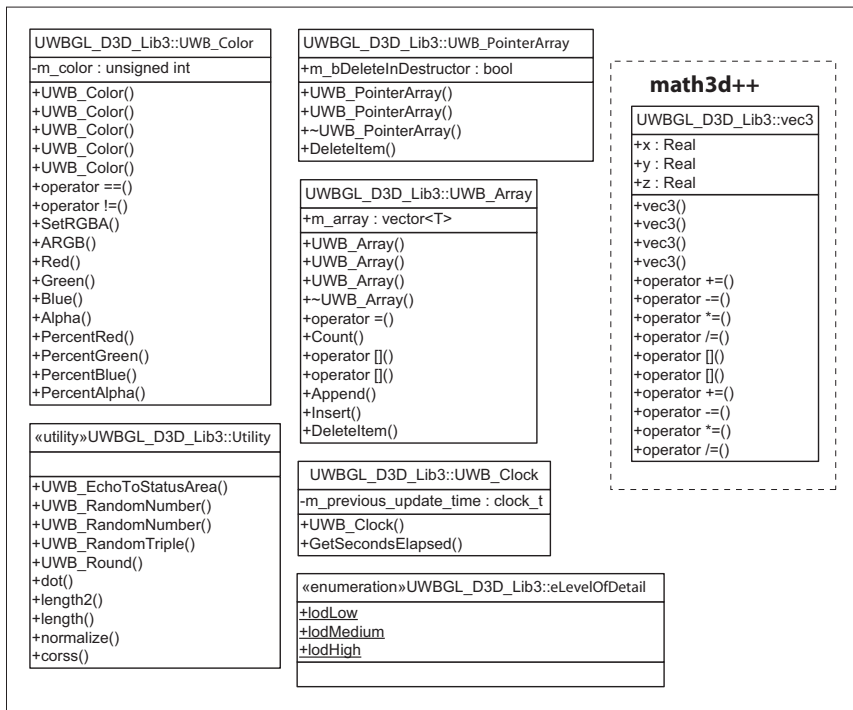 UWBGL_D3D_Lib3::UWB_Color
-m_color : unsigned int
+UWB_Color()
+UWB_Color()
+UWB_Color()
+UWB_Color()
+UWB_Color()
+operator ==()
+operator !=()
+SetRGBA()
+ARGB()
+Red()
+Green()
+Blue()
+Alpha()
+PercentRed()
+PercentGreen()
+PercentBlue()
+PercentAlpha()
«utility»UWBGL_D3D_Lib3::Utility
+UWB_EchoToStatusArea()
+UWB_RandomNumber()
+UWB_RandomNumber()
+UWB_RandomTriple()
+UWB_Round()
+dot()
+length2()
+length()
+normalize()
+corss()
UWBGL_D3D_Lib3::UWB_PointerArray
+m_bDeleteInDestructor : bool
+UWB_PointerArray()
+UWB_PointerArray()
+~UWB_PointerArray()
+DeleteItem()
UWBGL_D3D_Lib3::UWB_Array
+m_array : vector<T>
+UWB_Array()
+UWB_Array()
+UWB_Array()
+~UWB_Array()
+operator =()
+Count()
+operator []()
+operator []()
+Append()
+Insert()
+DeleteItem()
UWBGL_D3D_Lib3::UWB_Clock
-m_previous_update_time : clock_t
+UWB_Clock()
+GetSecondsElapsed()
«enumeration»UWBGL_D3D_Lib3::eLevelOfDetail
+lodLow
+lodMedium
+lodHigh
math3d++
UWBGL_D3D_Lib3::vec3
+x : Real
+y : Real
+z : Real
+vec3()
+vec3()
+vec3()
+vec3()
+operator +=()
+operator -=()
+operator *=()
+operator /=()
+operator []()
+operator []()
+operator +=()
+operator -=()
+operator *=()
+operator /=()